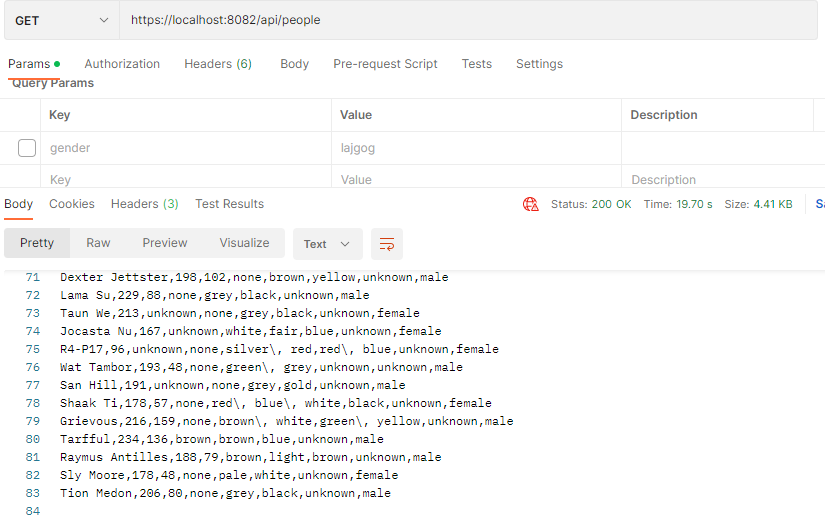 GET https://localhost:8082/api/people
Params Authorization Headers (6) Body Pre-request Script Tests Settings
Query Params
Key Value Description
gender lajgog
Key Value Description
Body Cookies Headers (3) Test Results Status: 200 OK Time: 19.70 s Size: 4.41 KB Sa
Pretty Raw Preview Visualize Text
71 Dexter Jettster,198,102,none,brown,yellow,unknown,male
72 Lama Su,229,88,none,grey,black,unknown,male
73 Taun We,213,unknown,none,grey,black,unknown,female
74 Jocasta Nu,167,unknown,white,fair,blue,unknown,female
75 R4-P17,96,unknown,none,silver\, red,red\, blue,unknown,female
76 Wat Tambor,193,48,none,green\, grey,unknown,unknown,male
77 San Hill,191,unknown,none,grey,gold,unknown,male
78 Shaak Ti,178,57,none,red\, blue\, white,black,unknown,female
79 Grievous,216,159,none,brown\, white,green\, yellow,unknown,male
80 Tarfful,234,136,brown,brown,blue,unknown,male
81 Raymus Antilles,188,79,brown,light,brown,unknown,male
82 Sly Moore,178,48,none,pale,white,unknown,female
83 Tion Medon,206,80,none,grey,black,unknown,male
84